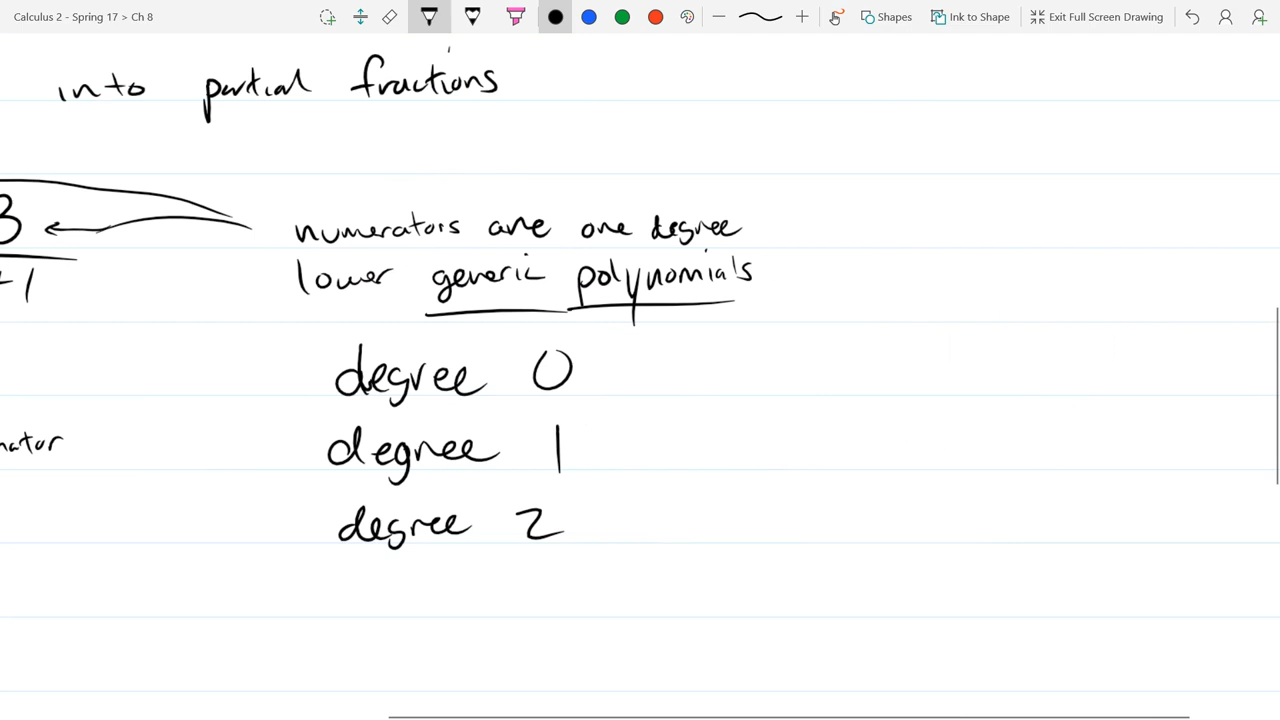 Calculus 2 - Spring 17 > Ch 8
Shapes
Ink to Shape
Exit Full Screen Drawing
into partial fractions
numerators are one degree
lower generic polynomials
degree 0
degree 1
degree 2